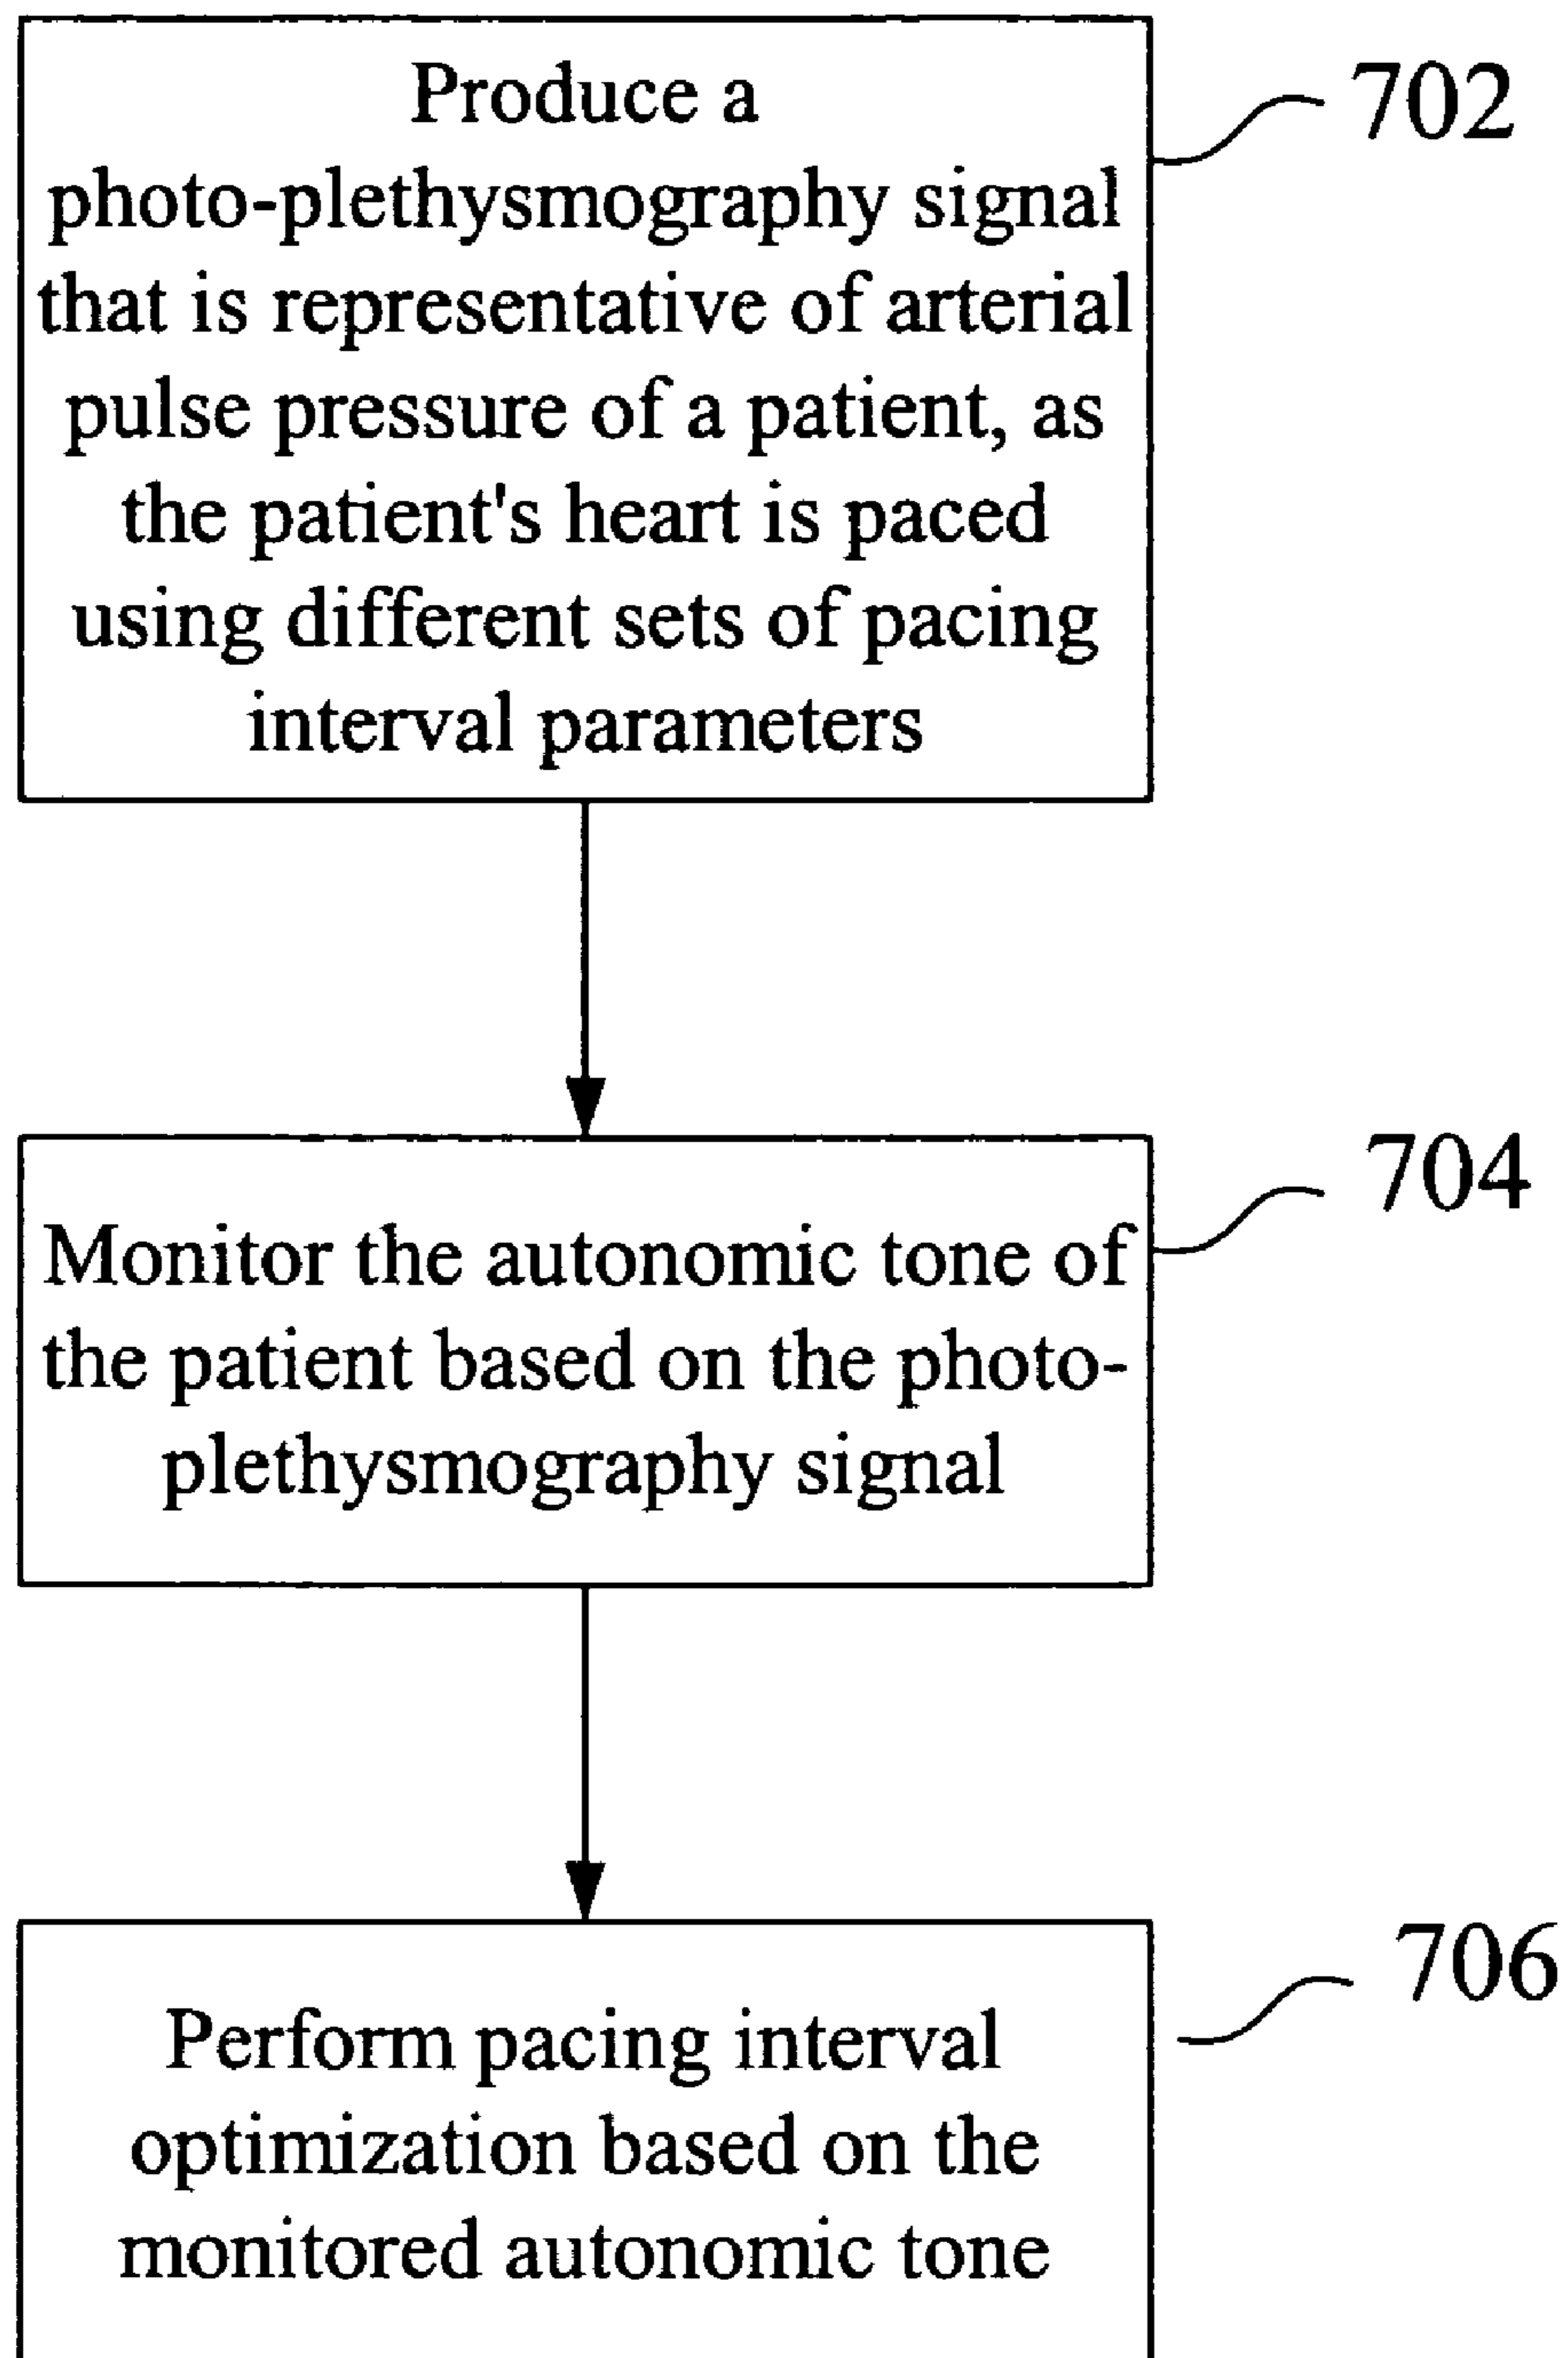 Produce a
photo-plethysmography signal
that is representative of arterial
pulse pressure of a patient, as
the patient's heart is paced
using different sets of pacing
interval parameters
702
Monitor the autonomic tone of
the patient based on the photo-
plethysmography signal
704
Perform pacing interval
optimization based on the
monitored autonomic tone
706